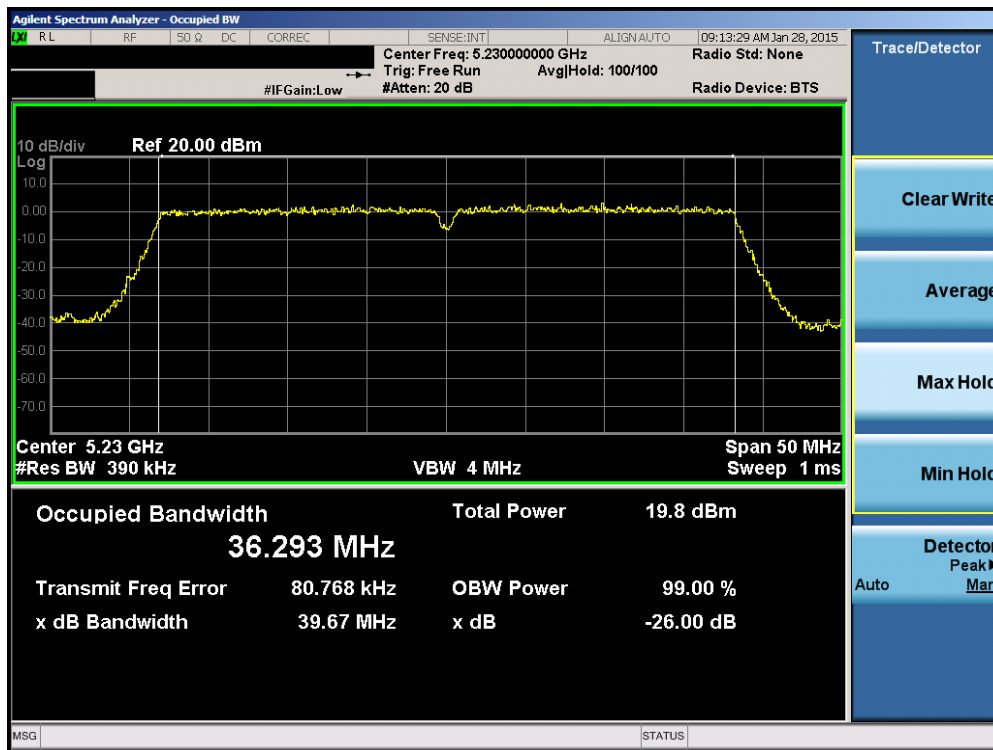 Agilent Spectrum Analyzer - Occupied BW
LXI RL RF 50 Ω DC CORREC SENSE:INT ALIGN AUTO 09:13:29 AM Jan 28, 2015
Center Freq: 5.230000000 GHz Radio Std: None
Trig: Free Run Avg|Hold: 100/100
#IFGain:Low #Atten: 20 dB Radio Device: BTS
10 dB/div Ref 20.00 dBm
Log
10.0
0.00
-10.0
-20.0
-30.0
-40.0
-50.0
-60.0
-70.0
Center 5.23 GHz Span 50 MHz
#Res BW 390 kHz VBW 4 MHz Sweep 1 ms
Occupied Bandwidth Total Power 19.8 dBm
36.293 MHz
Transmit Freq Error 80.768 kHz OBW Power 99.00 %
x dB Bandwidth 39.67 MHz x dB -26.00 dB
MSG STATUS
Trace/Detector
Clear Write
Average
Max Hold
Min Hold
Detector
Peak
Auto Man